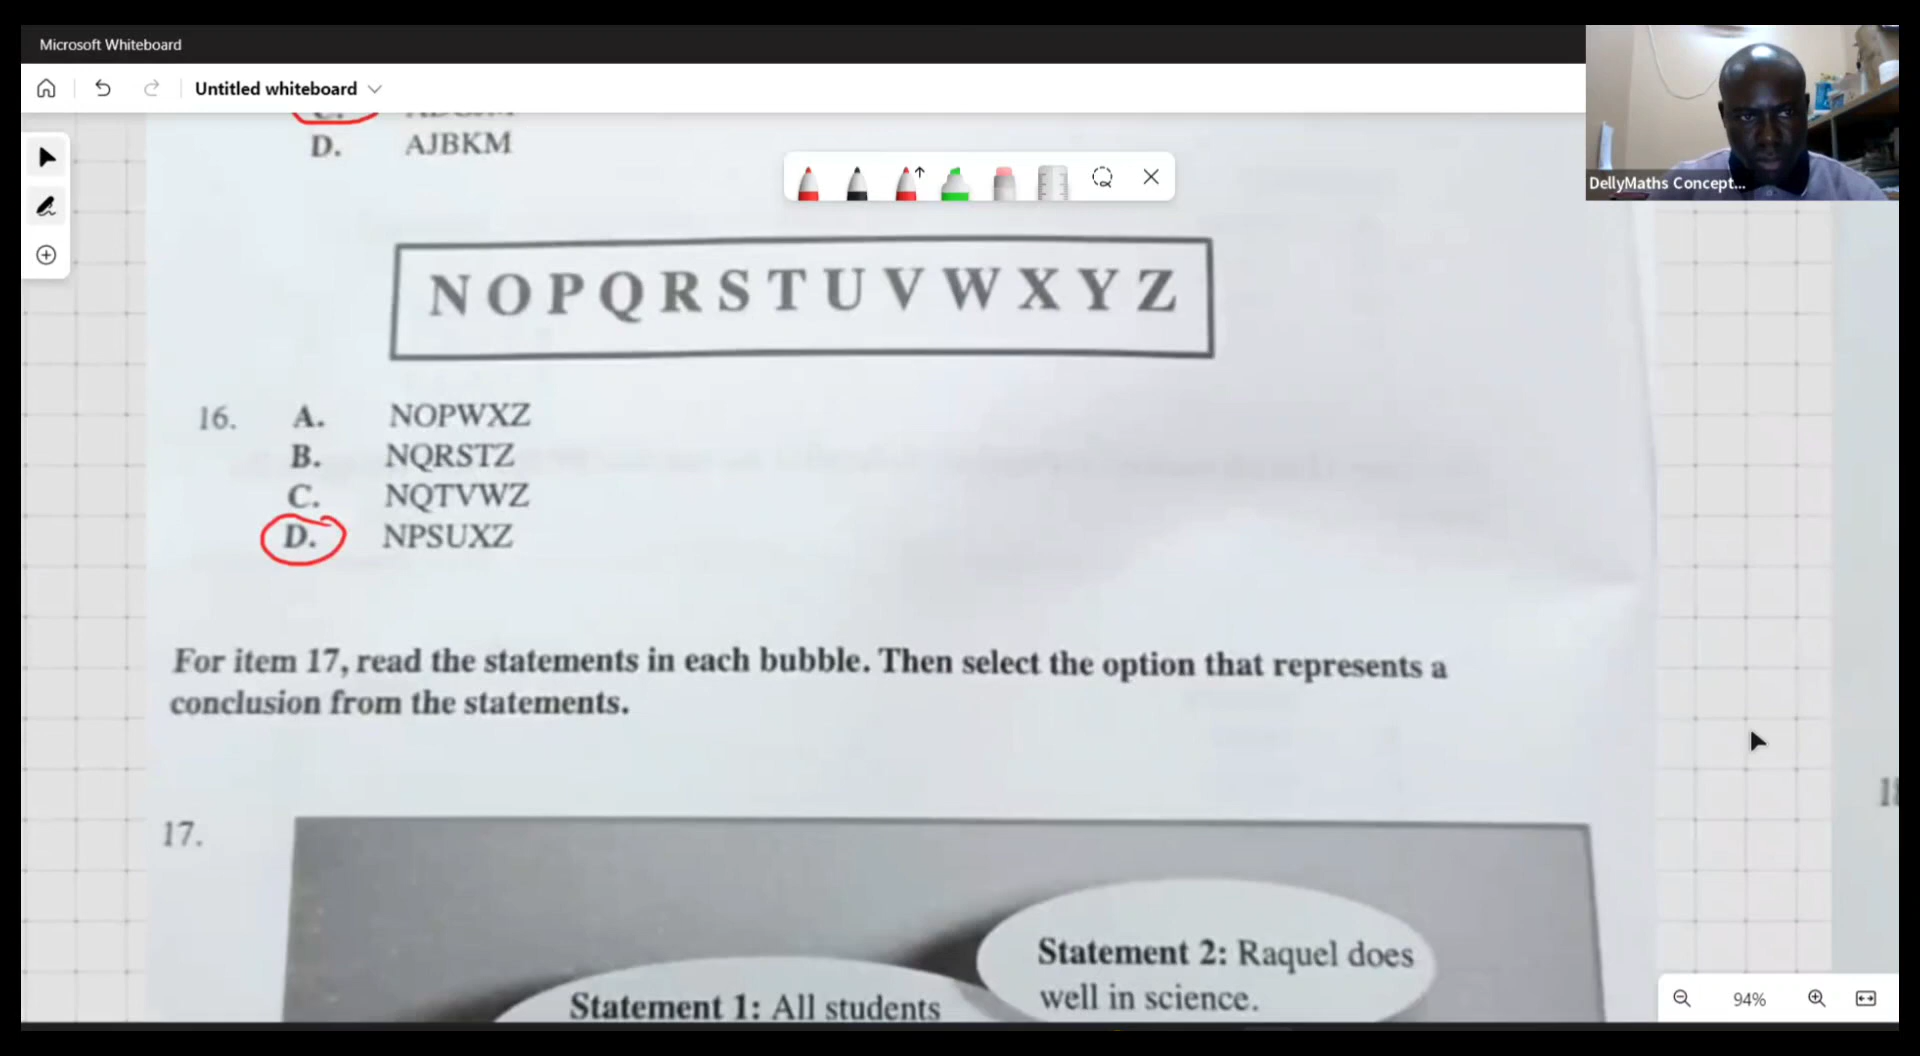 Microsoft Whiteboard
Untitled whiteboard
DellyMaths Concept...
D. AJBKM
N O P Q R S T U V W X Y Z
16. A. NOPWXZ
B. NQRSTZ
C. NQTVWZ
D. NPSUXZ
For item 17, read the statements in each bubble. Then select the option that represents a
conclusion from the statements.
17.
Statement 2: Raquel does
well in science.
Statement 1: All students
94%